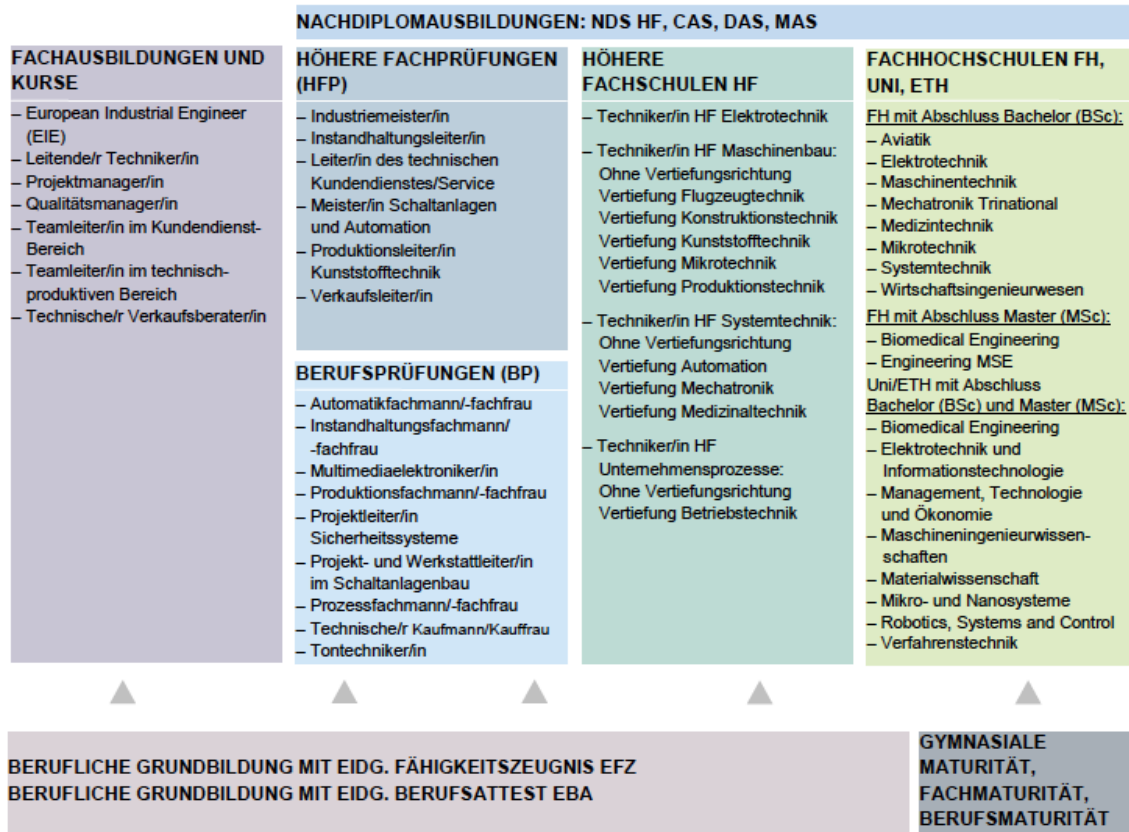 NACHDIPLOMAUSBILDUNGEN: NDS HF, CAS, DAS, MAS
FACHAUSBILDUNGEN UND
KURSE
– European Industrial Engineer
(EIE)
– Leitende/r Techniker/in
– Projektmanager/in
– Qualitätsmanager/in
– Teamleiter/in im Kundendienst-
Bereich
– Teamleiter/in im technisch-
produktiven Bereich
– Technische/r Verkaufsberater/in
HÖHERE FACHPRÜFUNGEN
(HFP)
– Industriemeister/in
– Instandhaltungsleiter/in
– Leiter/in des technischen
Kundendienstes/Service
– Meister/in Schaltanlagen
und Automation
– Produktionsleiter/in
Kunststofftechnik
– Verkaufsleiter/in
BERUFSPRÜFUNGEN (BP)
– Automatikfachmann/-fachfrau
– Instandhaltungsfachmann/
-fachfrau
– Multimediaelektroniker/in
– Produktionsfachmann/-fachfrau
– Projektleiter/in
Sicherheitssysteme
– Projekt- und Werkstattleiter/in
im Schaltanlagenbau
– Prozessfachmann/-fachfrau
– Technische/r Kaufmann/Kauffrau
– Tontechniker/in
HÖHERE
FACHSCHULEN HF
– Techniker/in HF Elektrotechnik
– Techniker/in HF Maschinenbau:
Ohne Vertiefungsrichtung
Vertiefung Flugzeugtechnik
Vertiefung Konstruktionstechnik
Vertiefung Kunststofftechnik
Vertiefung Mikrotechnik
Vertiefung Produktionstechnik
– Techniker/in HF Systemtechnik:
Ohne Vertiefungsrichtung
Vertiefung Automation
Vertiefung Mechatronik
Vertiefung Medizinaltechnik
– Techniker/in HF
Unternehmensprozesse:
Ohne Vertiefungsrichtung
Vertiefung Betriebstechnik
FACHHOCHSCHULEN FH,
UNI, ETH
FH mit Abschluss Bachelor (BSc):
– Aviatik
– Elektrotechnik
– Maschinentechnik
– Mechatronik Trinational
– Medizintechnik
– Mikrotechnik
– Systemtechnik
– Wirtschaftsingenieurwesen
FH mit Abschluss Master (MSc):
– Biomedical Engineering
– Engineering MSE
Uni/ETH mit Abschluss
Bachelor (BSc) und Master (MSc):
– Biomedical Engineering
– Elektrotechnik und
Informationstechnologie
– Management, Technologie
und Ökonomie
– Maschineningenieurwissen-
schaften
– Materialwissenschaft
– Mikro- und Nanosysteme
– Robotics, Systems and Control
– Verfahrenstechnik
BERUFLICHE GRUNDBILDUNG MIT EIDG. FÄHIGKEITSZEUGNIS EFZ
BERUFLICHE GRUNDBILDUNG MIT EIDG. BERUFSATTEST EBA
GYMNASIALE
MATURITÄT,
FACHMATURITÄT,
BERUFSMATURITÄT